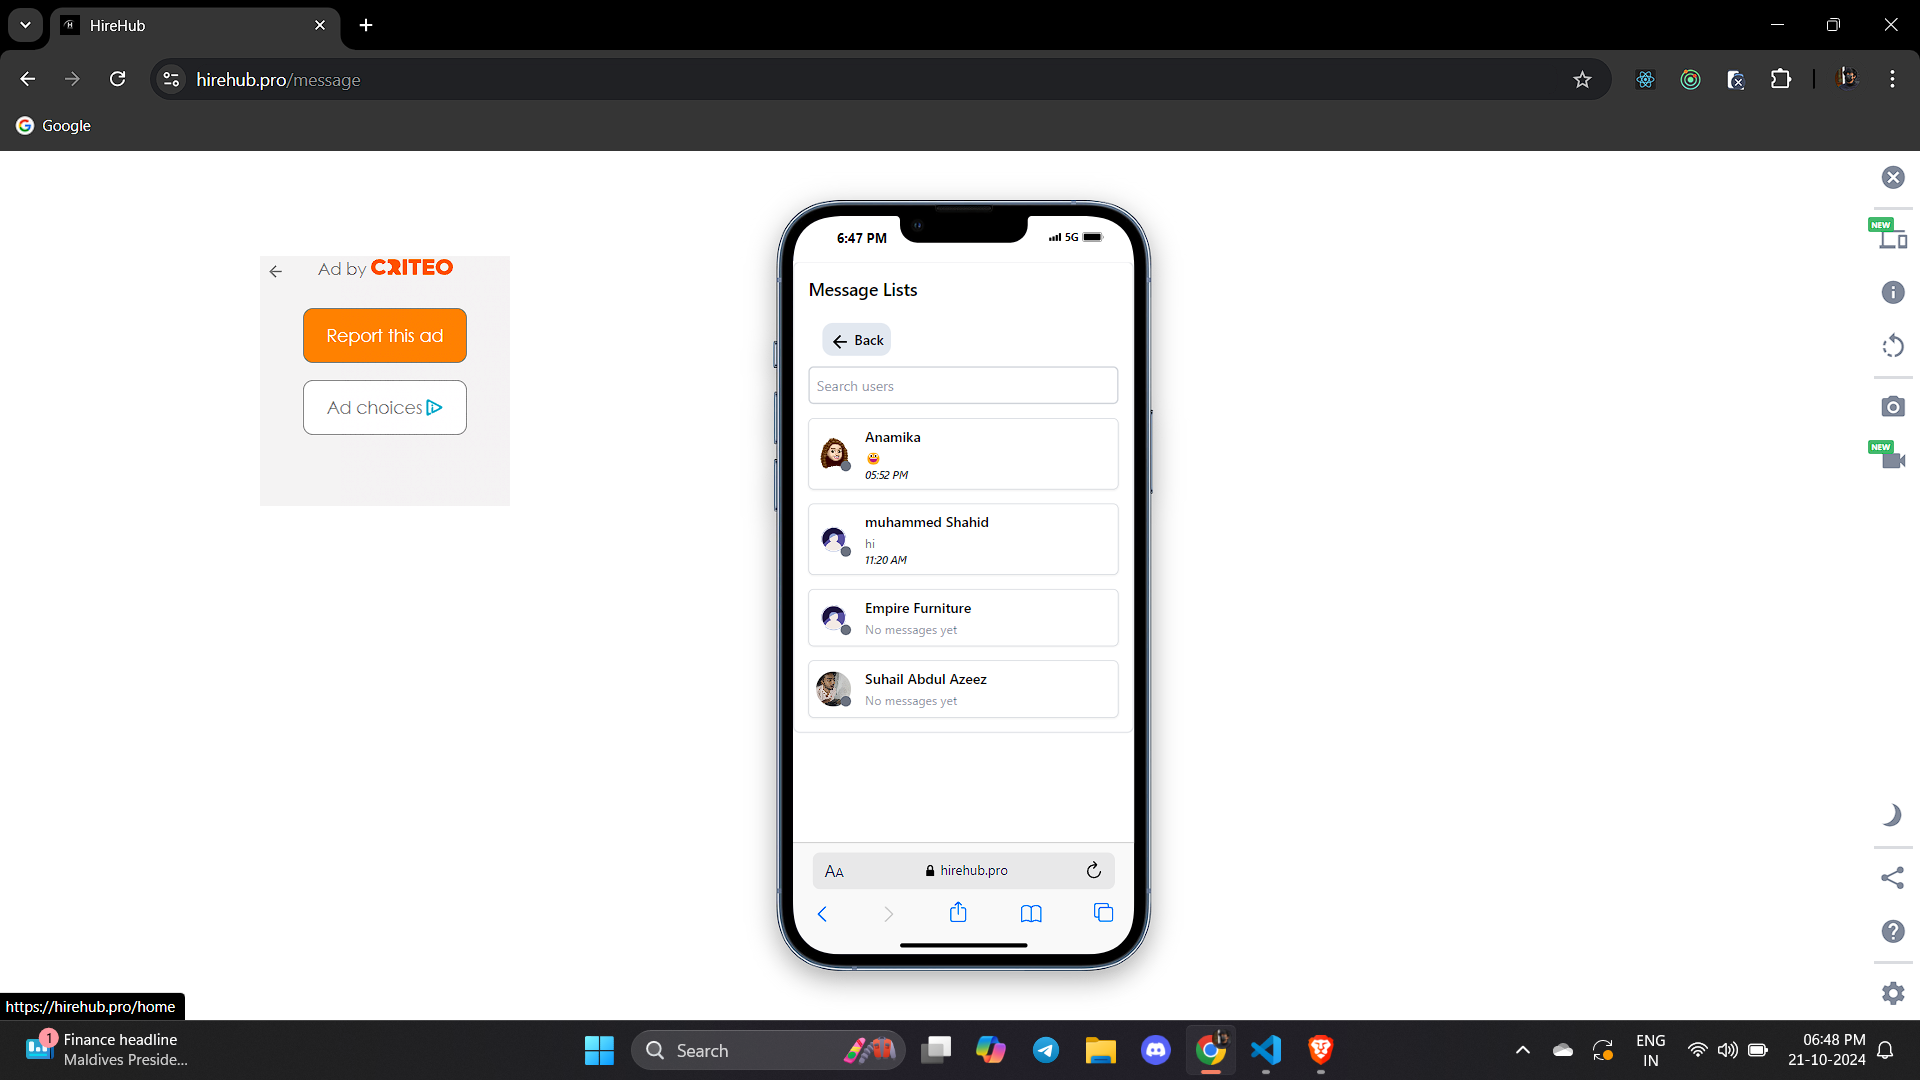 HireHub
hirehub.pro/message
Google
NEW
Ad by CRITEO
Report this ad
Ad choices
NEW
6:47 PM
5G
Message Lists
Back
Search users
Anamika
05:52 PM
muhammed Shahid
hi
11:20 AM
Empire Furniture
No messages yet
Suhail Abdul Azeez
No messages yet
AA
hirehub.pro
https://hirehub.pro/home
1
Finance headline
Maldives Preside...
Search
ENG
IN
06:48 PM
21-10-2024